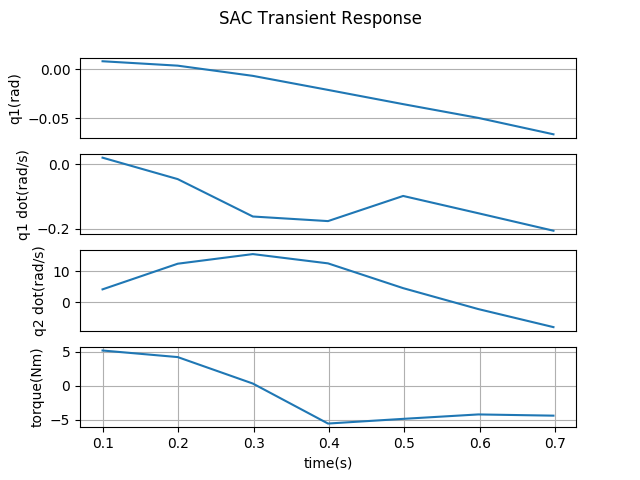 SAC Transient Response
q1(rad)
0.00
−0.05
q1 dot(rad/s)
0.0
−0.2
q2 dot(rad/s)
10
0
torque(Nm)
5
0
−5
0.1 0.2 0.3 0.4 0.5 0.6 0.7
time(s)